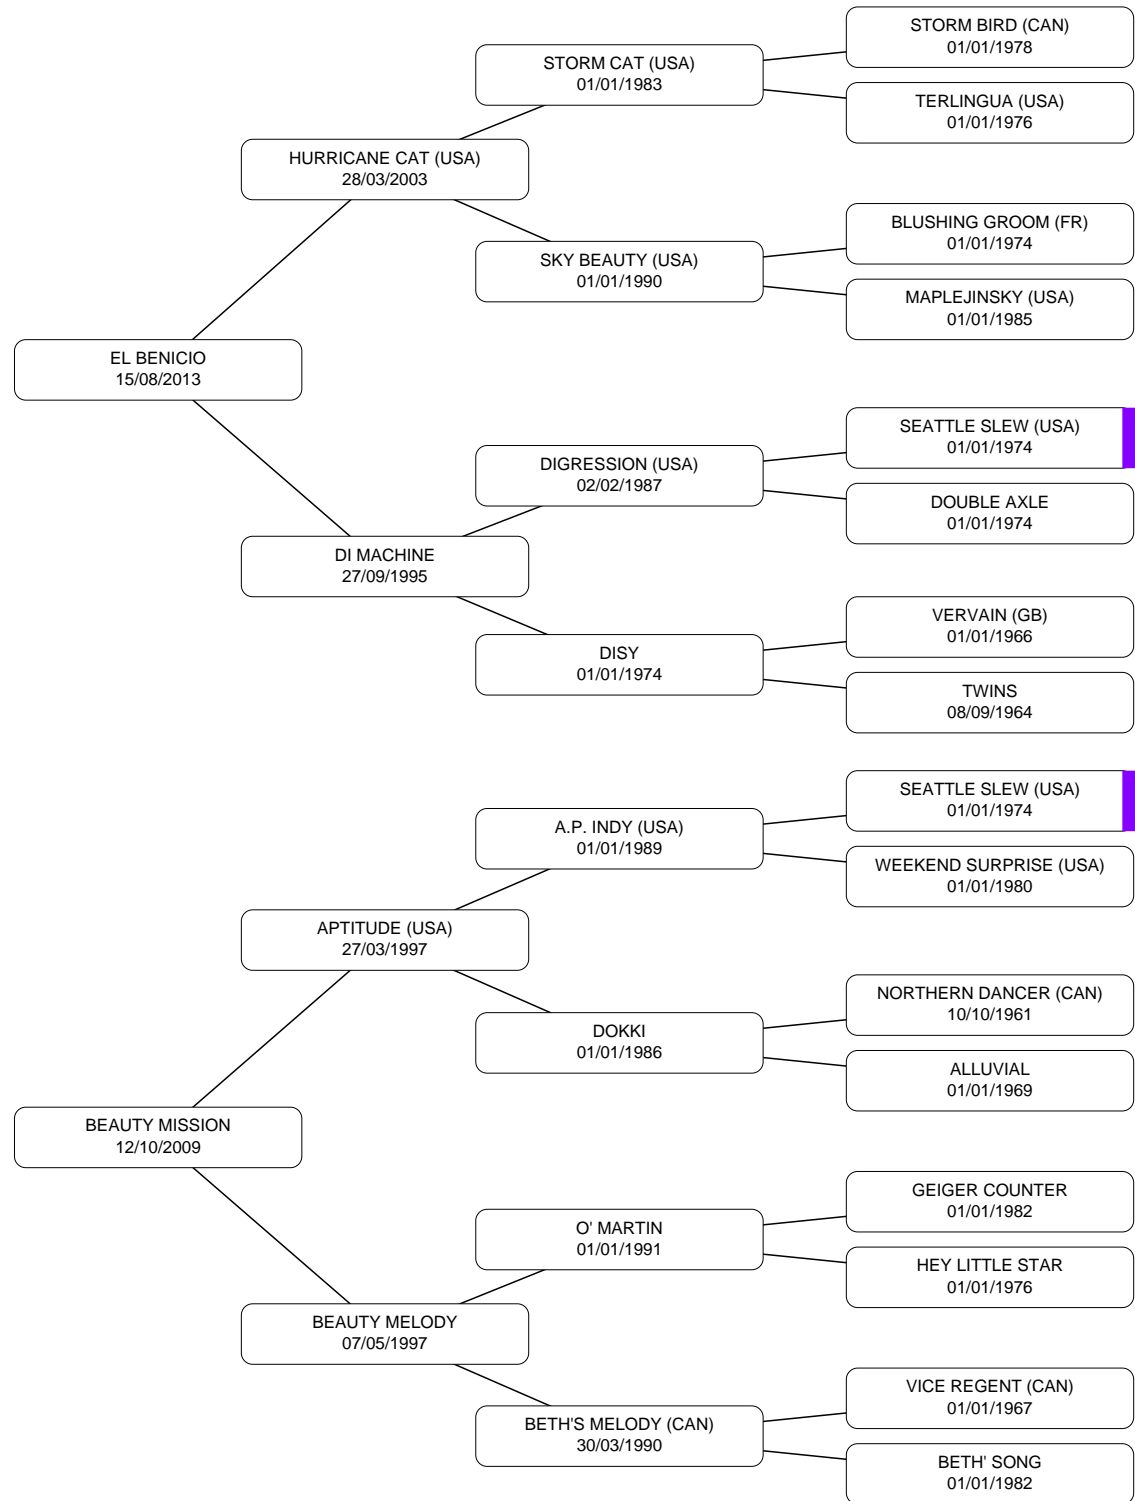 STORM BIRD (CAN)
01/01/1978
STORM CAT (USA)
01/01/1983
TERLINGUA (USA)
01/01/1976
HURRICANE CAT (USA)
28/03/2003
BLUSHING GROOM (FR)
01/01/1974
SKY BEAUTY (USA)
01/01/1990
MAPLEJINSKY (USA)
01/01/1985
EL BENICIO
15/08/2013
SEATTLE SLEW (USA)
01/01/1974
DIGRESSION (USA)
02/02/1987
DOUBLE AXLE
01/01/1974
DI MACHINE
27/09/1995
VERVAIN (GB)
01/01/1966
DISY
01/01/1974
TWINS
08/09/1964
SEATTLE SLEW (USA)
01/01/1974
A.P. INDY (USA)
01/01/1989
WEEKEND SURPRISE (USA)
01/01/1980
APTITUDE (USA)
27/03/1997
NORTHERN DANCER (CAN)
10/10/1961
DOKKI
01/01/1986
ALLUVIAL
01/01/1969
BEAUTY MISSION
12/10/2009
GEIGER COUNTER
01/01/1982
O' MARTIN
01/01/1991
HEY LITTLE STAR
01/01/1976
BEAUTY MELODY
07/05/1997
VICE REGENT (CAN)
01/01/1967
BETH'S MELODY (CAN)
30/03/1990
BETH' SONG
01/01/1982